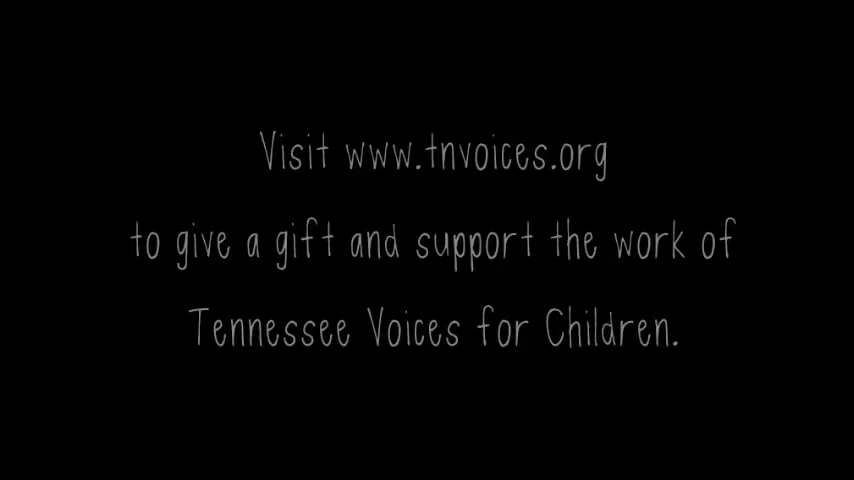 Visit www.tnvoices.org
to give a gift and support the work of
Tennessee Voices for Children.